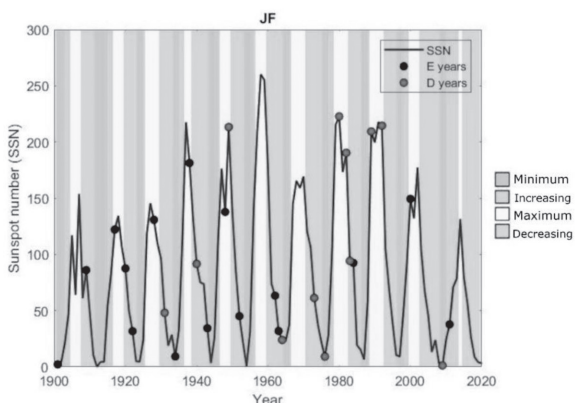 JF
300
250
200
150
100
50
0
Sunspot number (SSN)
1900
1920
1940
1960
1980
2000
2020
Year
SSN
E years
D years
Minimum
Increasing
Maximum
Decreasing